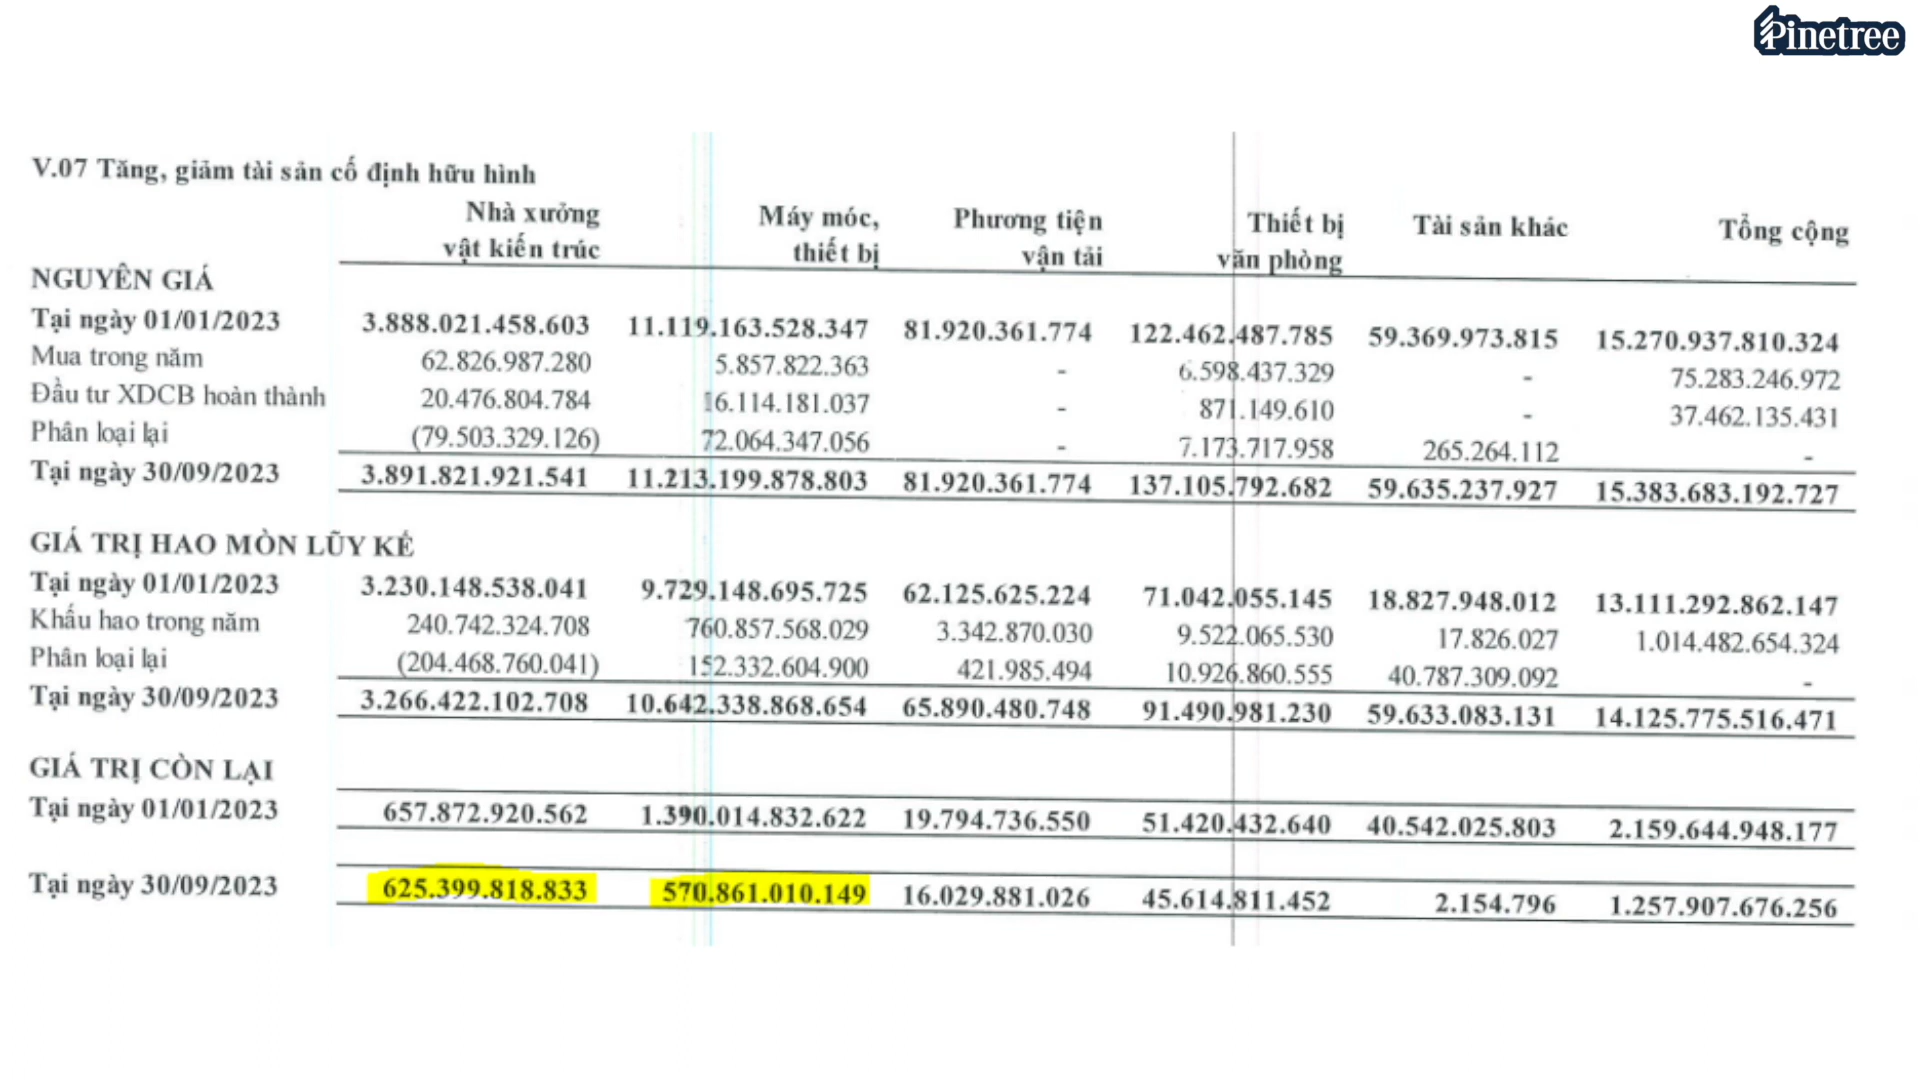 Pinetree
V.07 Tăng, giảm tài sản cố định hữu hình
Nhà xưởng vật kiến trúc Máy móc, thiết bị Phương tiện vận tải Thiết bị văn phòng Tài sản khác Tổng cộng
NGUYÊN GIÁ
Tại ngày 01/01/2023 3.888.021.458.603 11.119.163.528.347 81.920.361.774 122.462.487.785 59.369.973.815 15.270.937.810.324
Mua trong năm 62.826.987.280 5.857.822.363 - 6.598.437.329 - 75.283.246.972
Đầu tư XDCB hoàn thành 20.476.804.784 16.114.181.037 - 871.149.610 - 37.462.135.431
Phân loại lại (79.503.329.126) 72.064.347.056 - 7.173.717.958 265.264.112 -
Tại ngày 30/09/2023 3.891.821.921.541 11.213.199.878.803 81.920.361.774 137.105.792.682 59.635.237.927 15.383.683.192.727
GIÁ TRỊ HAO MÒN LŨY KẾ
Tại ngày 01/01/2023 3.230.148.538.041 9.729.148.695.725 62.125.625.224 71.042.055.145 18.827.948.012 13.111.292.862.147
Khấu hao trong năm 240.742.324.708 760.857.568.029 3.342.870.030 9.522.065.530 17.826.027 1.014.482.654.324
Phân loại lại (204.468.760.041) 152.332.604.900 421.985.494 10.926.860.555 40.787.309.092 -
Tại ngày 30/09/2023 3.266.422.102.708 10.642.338.868.654 65.890.480.748 91.490.981.230 59.633.083.131 14.125.775.516.471
GIÁ TRỊ CÒN LẠI
Tại ngày 01/01/2023 657.872.920.562 1.390.014.832.622 19.794.736.550 51.420.432.640 40.542.025.803 2.159.644.948.177
Tại ngày 30/09/2023 625.399.818.833 570.861.010.149 16.029.881.026 45.614.811.452 2.154.796 1.257.907.676.256